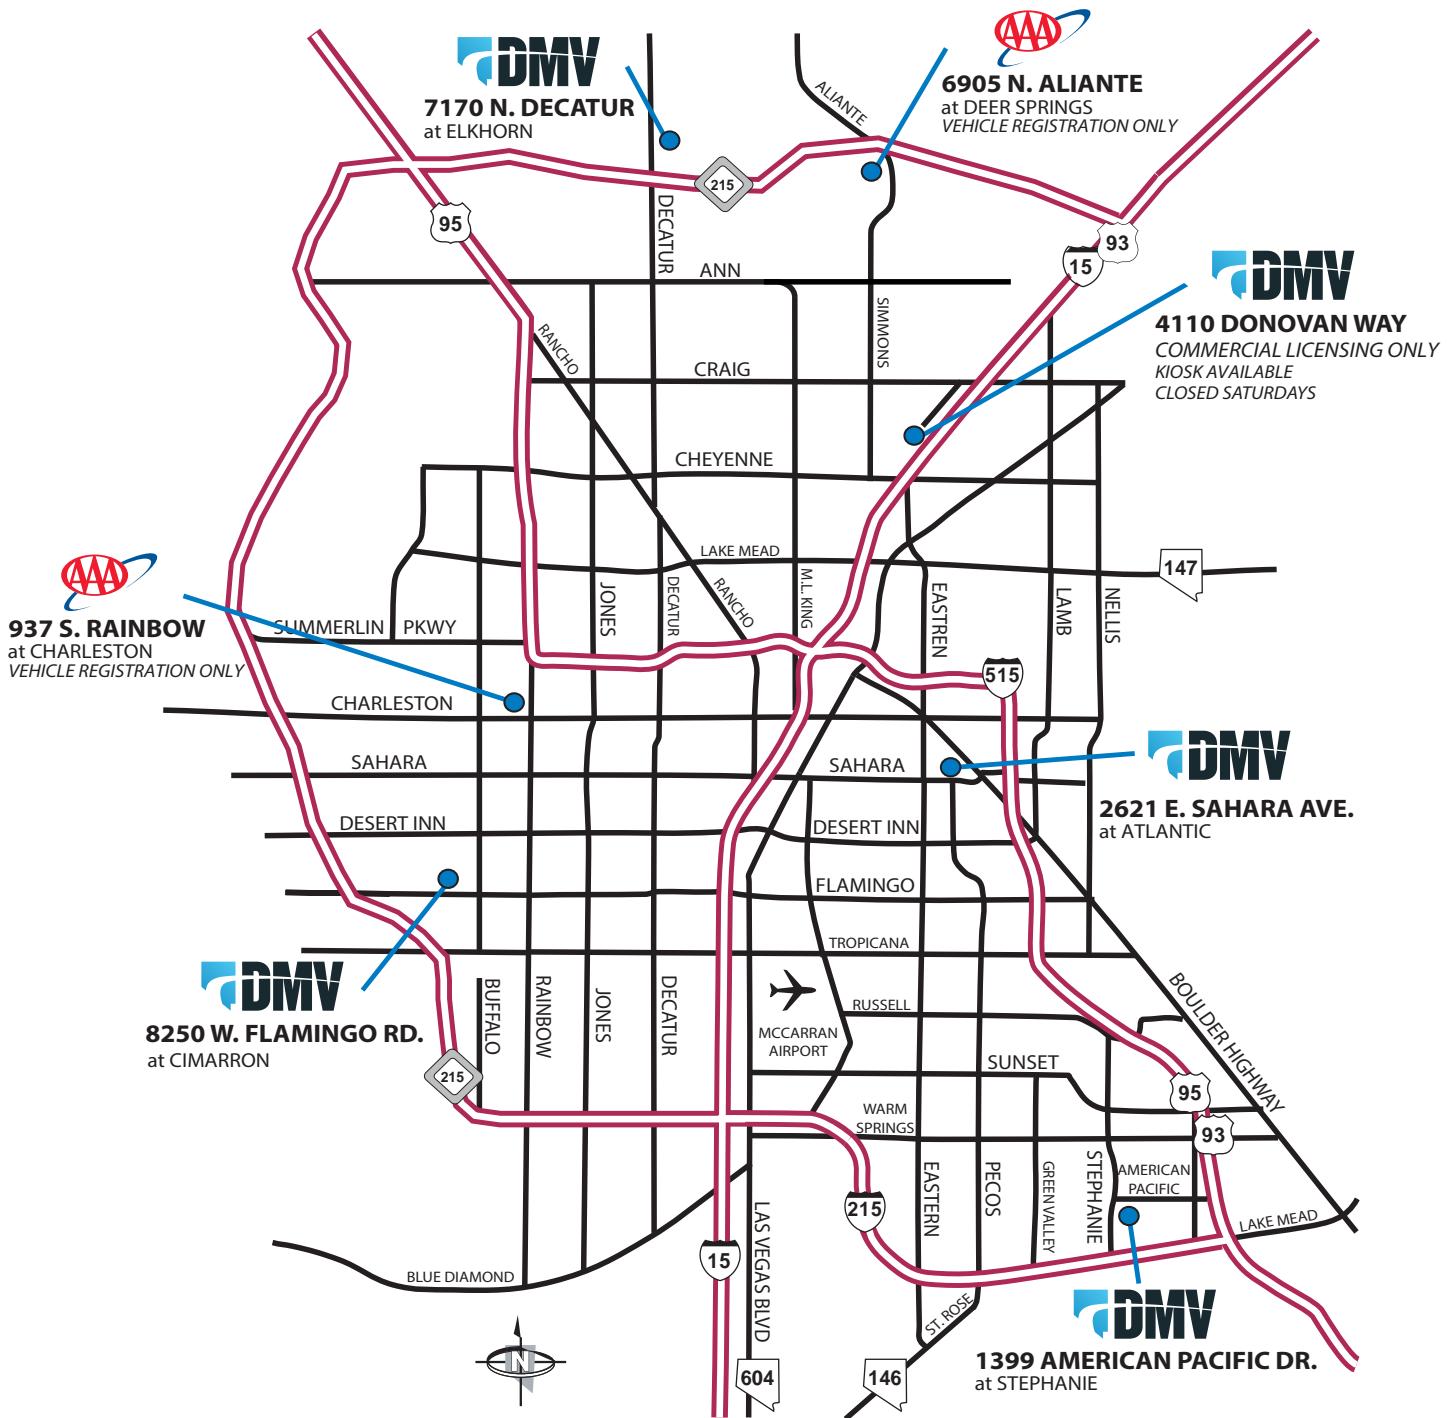 DMV
7170 N. DECATUR
at ELKHORN
AAA
6905 N. ALIANTE
at DEER SPRINGS
VEHICLE REGISTRATION ONLY
ALIANTE
215
95
DECATUR
93
15
ANN
DMV
4110 DONOVAN WAY
COMMERCIAL LICENSING ONLY
KIOSK AVAILABLE
CLOSED SATURDAYS
RANCHO
SIMMONS
CRAIG
CHEYENNE
LAKE MEAD
147
AAA
937 S. RAINBOW
at CHARLESTON
VEHICLE REGISTRATION ONLY
SUMMERLIN PKWY
JONES
DECATUR
RANCHO
M.L. KING
EASTREN
LAMB
NELLIS
515
CHARLESTON
SAHARA
SAHARA
DMV
2621 E. SAHARA AVE.
at ATLANTIC
DESERT INN
DESERT INN
FLAMINGO
TROPICANA
DMV
8250 W. FLAMINGO RD.
at CIMARRON
BUFFALO
RAINBOW
JONES
DECATUR
MCCARRAN
AIRPORT
RUSSELL
BOULDER HIGHWAY
SUNSET
215
95
93
WARM
SPRINGS
EASTERN
PECOS
GREEN VALLEY
STEPHANIE
AMERICAN
PACIFIC
215
LAKE MEAD
15
LAS VEGAS BLVD
BLUE DIAMOND
ST. ROSE
N
604
146
DMV
1399 AMERICAN PACIFIC DR.
at STEPHANIE